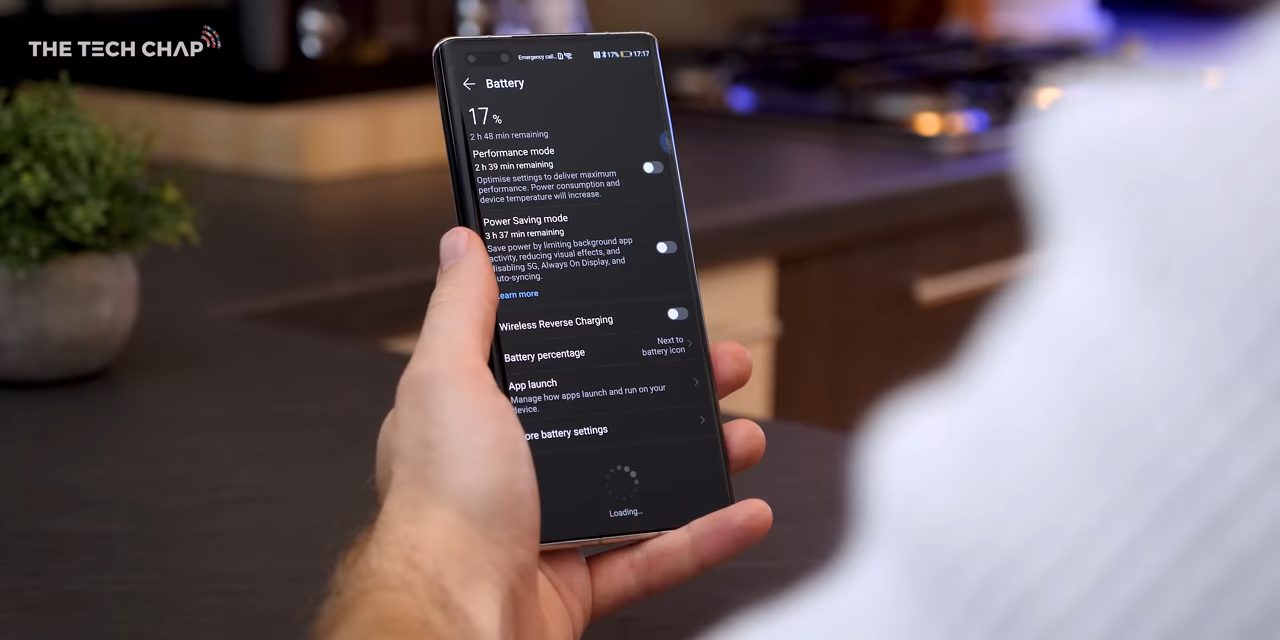 THE TECH CHAP
Emergency call... 17% 17:17
Battery
17 %
2 h 48 min remaining
Performance mode
2 h 39 min remaining
Optimise settings to deliver maximum
performance. Power consumption and
device temperature will increase.
Power Saving mode
3 h 37 min remaining
Save power by limiting background app
activity, reducing visual effects, and
disabling 5G, Always On Display, and
uto-syncing.
earn more
Wireless Reverse Charging
Battery percentage
Next to
battery icon
App launch
Manage how apps launch and run on your
device.
ore battery settings
Loading...